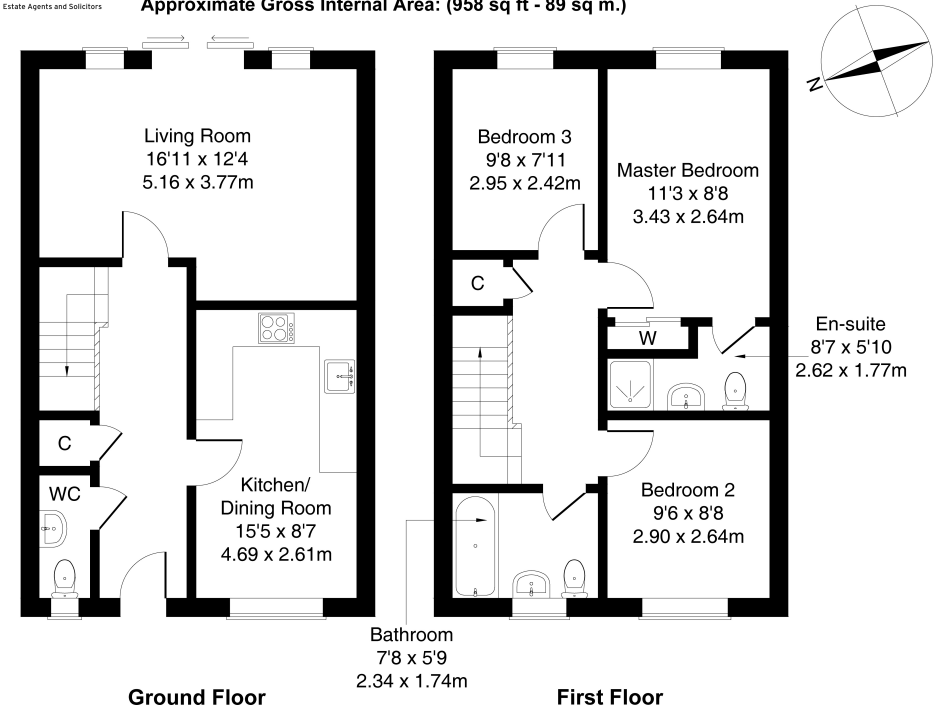 Estate Agents and Solicitors
Approximate Gross Internal Area: (958 sq ft - 89 sq m.)
N
Living Room
16'11 x 12'4
5.16 x 3.77m
C
WC
Kitchen/
Dining Room
15'5 x 8'7
4.69 x 2.61m
Ground Floor
Bedroom 3
9'8 x 7'11
2.95 x 2.42m
Master Bedroom
11'3 x 8'8
3.43 x 2.64m
C
W
En-suite
8'7 x 5'10
2.62 x 1.77m
Bedroom 2
9'6 x 8'8
2.90 x 2.64m
Bathroom
7'8 x 5'9
2.34 x 1.74m
First Floor